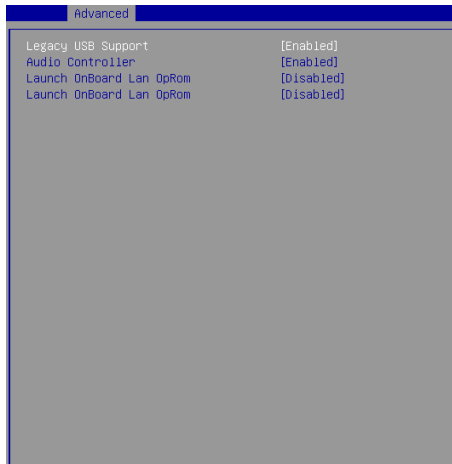 Advanced
Legacy USB Support [Enabled]
Audio Controller [Enabled]
Launch OnBoard Lan OpRom [Disabled]
Launch OnBoard Lan OpRom [Disabled]